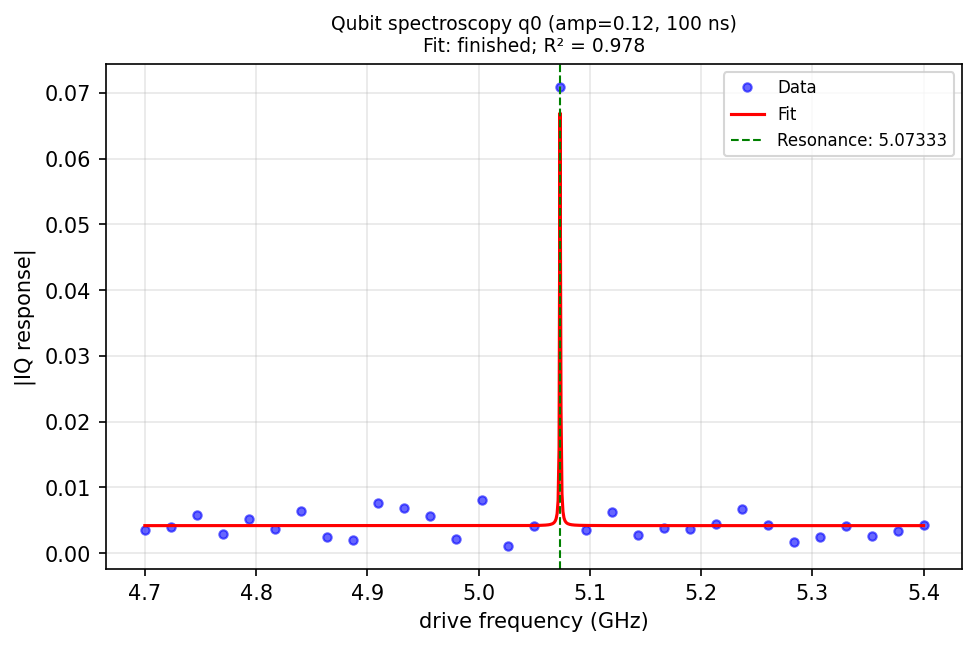 Qubit spectroscopy q0 (amp=0.12, 100 ns)
Fit: finished; R² = 0.978
Data
Fit
Resonance: 5.07333
|IQ response|
0.07
0.06
0.05
0.04
0.03
0.02
0.01
0.00
4.7 4.8 4.9 5.0 5.1 5.2 5.3 5.4
drive frequency (GHz)